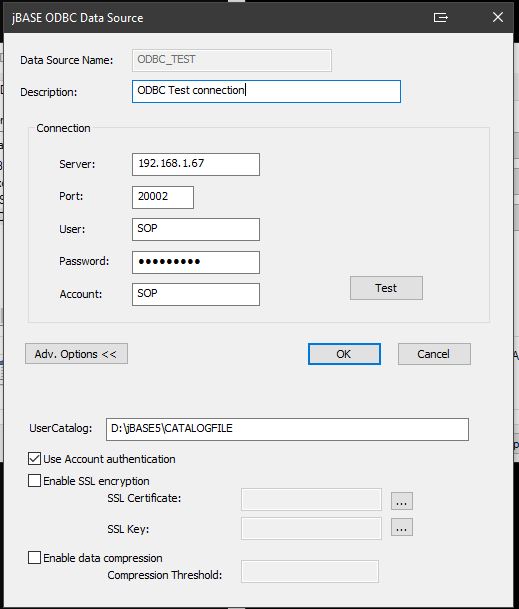 jBASE ODBC Data Source
Data Source Name: ODBC_TEST
Description: ODBC Test connection
Connection
Server: 192.168.1.67
Port: 20002
User: SOP
Password: ●●●●●●●●●
Account: SOP
Test
Adv. Options << OK Cancel
UserCatalog: D:\jBASE5\CATALOGFILE
Use Account authentication
Enable SSL encryption
SSL Certificate: ...
SSL Key: ...
Enable data compression
Compression Threshold: